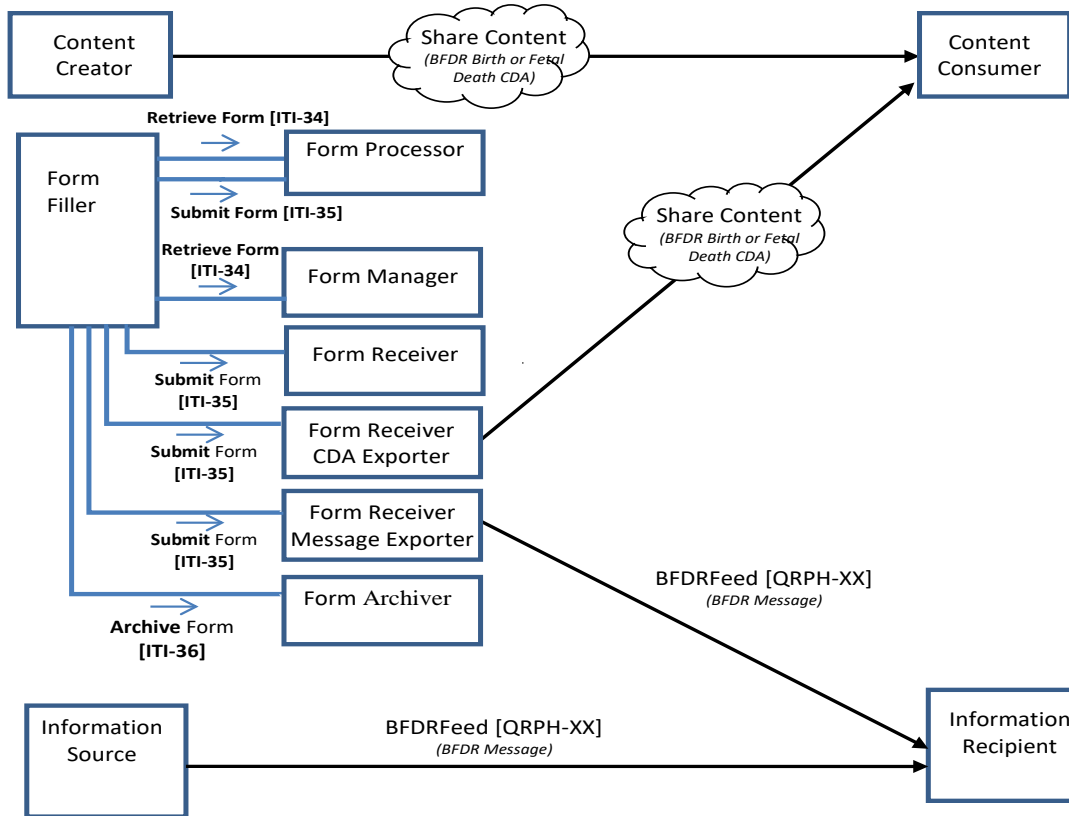 Content
Creator
Share Content
(BFDR Birth or Fetal
Death CDA)
Content
Consumer
Retrieve Form [ITI-34]
Form Processor
Form
Filler
Submit Form [ITI-35]
Retrieve Form
[ITI-34]
Form Manager
Share Content
(BFDR Birth or Fetal
Death CDA)
Form Receiver
Submit Form
[ITI-35]
Form Receiver
CDA Exporter
Submit Form
[ITI-35]
Form Receiver
Message Exporter
Submit Form
[ITI-35]
BFDRFeed [QRPH-XX]
(BFDR Message)
Form Archiver
Archive Form
[ITI-36]
Information
Source
BFDRFeed [QRPH-XX]
(BFDR Message)
Information
Recipient